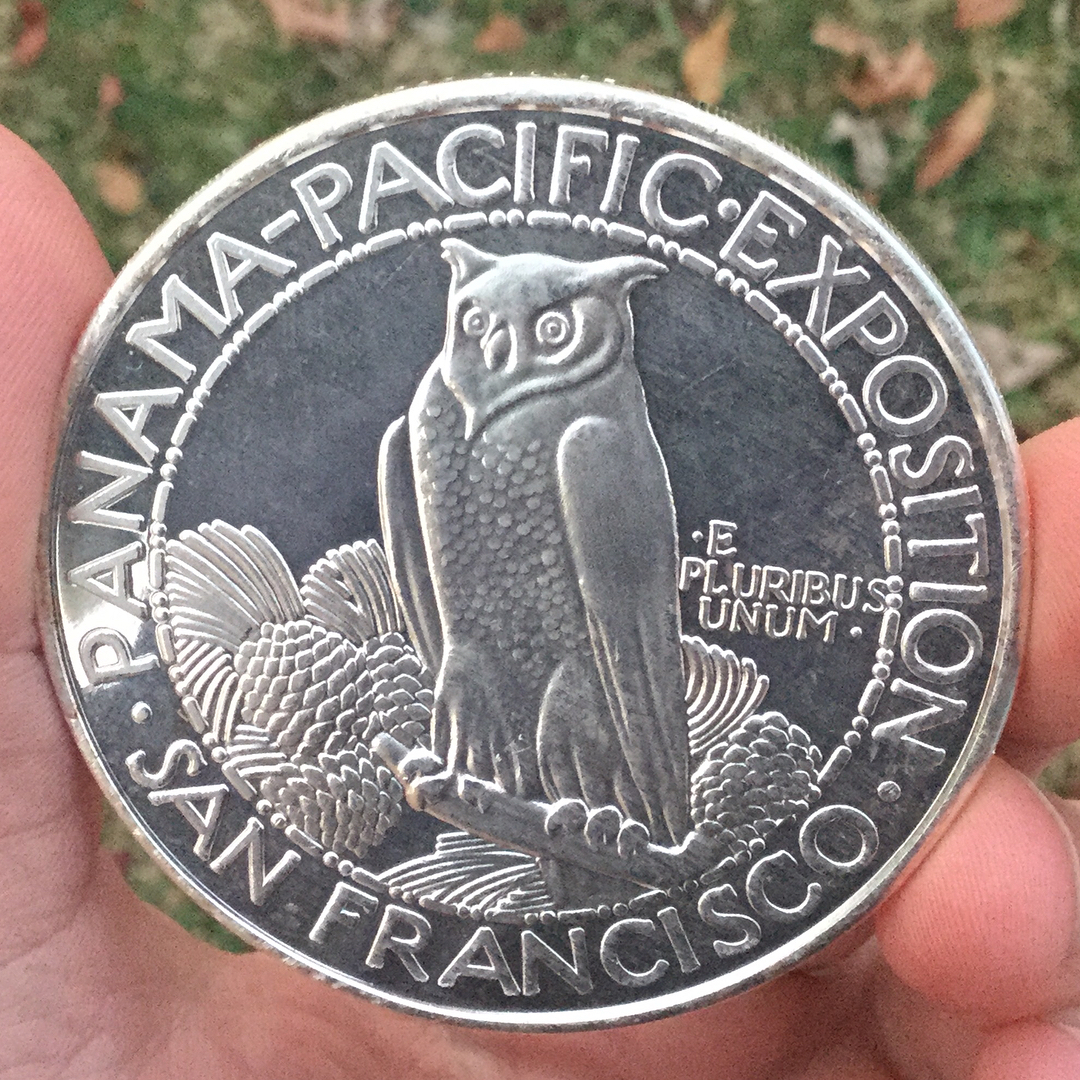 PANAMA-PACIFIC·EXPOSITION
·SAN FRANCISCO·
·E
PLURIBUS
UNUM·